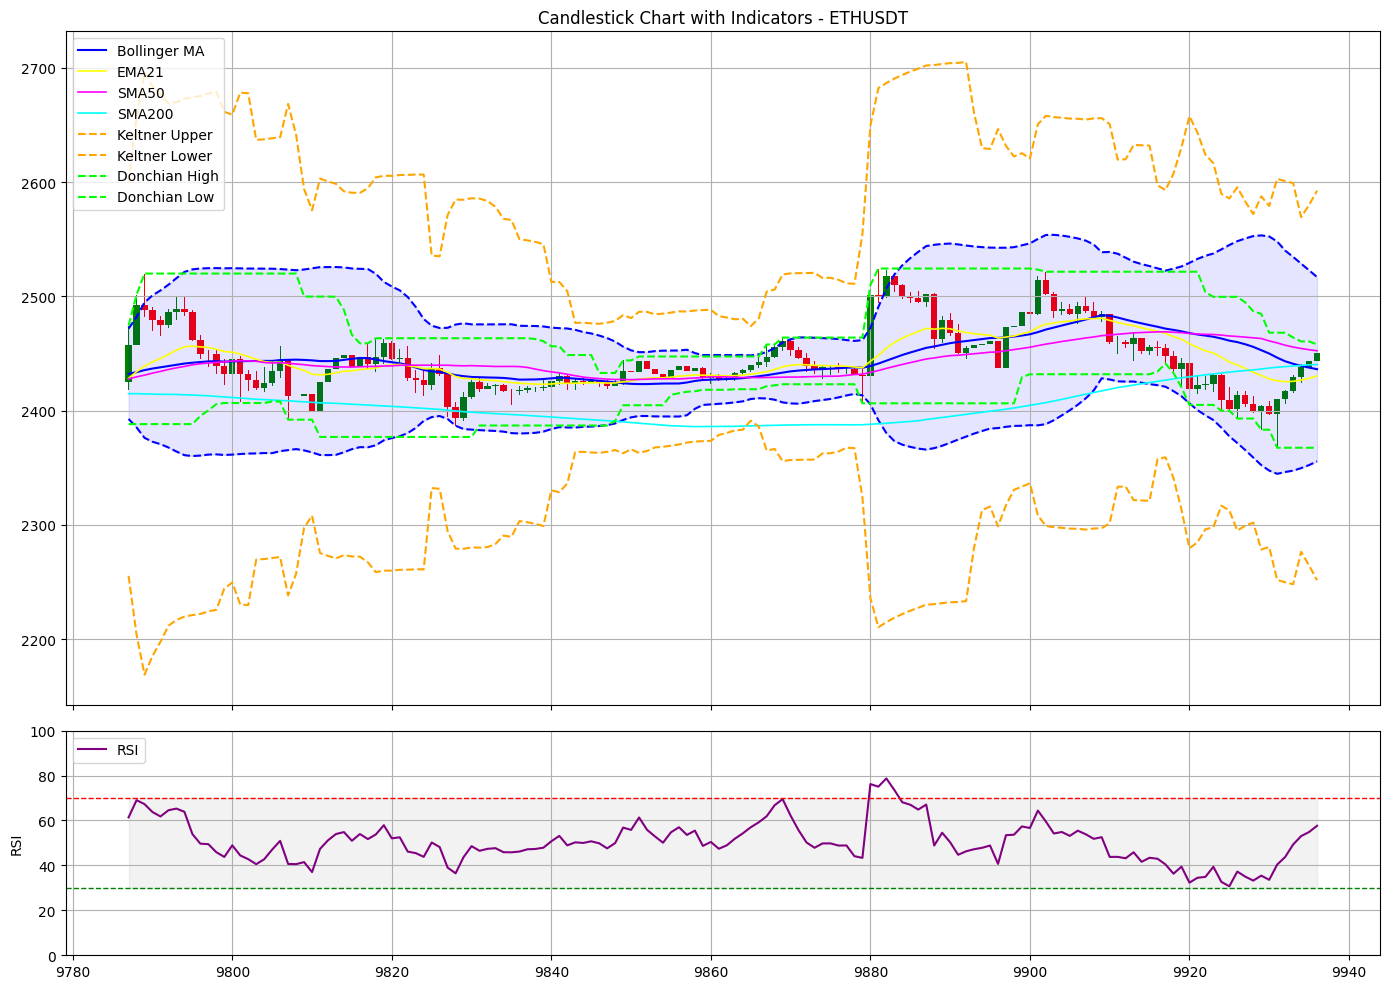 Candlestick Chart with Indicators - ETHUSDT
Bollinger MA
EMA21
SMA50
SMA200
Keltner Upper
Keltner Lower
Donchian High
Donchian Low
2700
2600
2500
2400
2300
2200
RSI
100
80
60
40
20
0
RSI
9780
9800
9820
9840
9860
9880
9900
9920
9940